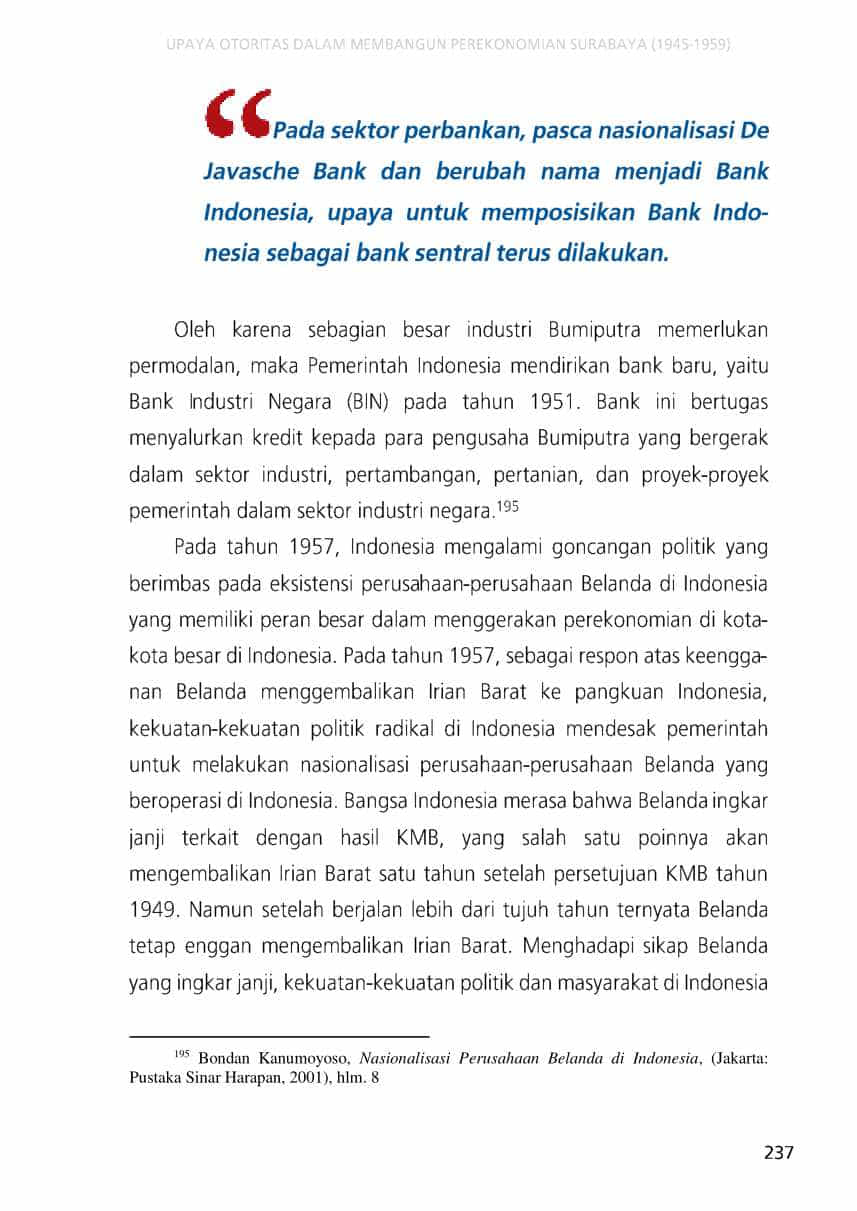 UPAYA OTORITAS DALAM MEMBANGUN PEREKONOMIAN SURABAYA (1945-1959)
“Pada sektor perbankan, pasca nasionalisasi De
Javasche Bank dan berubah nama menjadi Bank
Indonesia, upaya untuk memposisikan Bank Indo-
nesia sebagai bank sentral terus dilakukan.
Oleh karena sebagian besar industri Bumiputra memerlukan
permodalan, maka Pemerintah Indonesia mendirikan bank baru, yaitu
Bank Industri Negara (BIN) pada tahun 1951. Bank ini bertugas
menyalurkan kredit kepada para pengusaha Bumiputra yang bergerak
dalam sektor industri, pertambangan, pertanian, dan proyek-proyek
pemerintah dalam sektor industri negara.195
Pada tahun 1957, Indonesia mengalami goncangan politik yang
berimbas pada eksistensi perusahaan-perusahaan Belanda di Indonesia
yang memiliki peran besar dalam menggerakan perekonomian di kota-
kota besar di Indonesia. Pada tahun 1957, sebagai respon atas keengga-
nan Belanda menggembalikan Irian Barat ke pangkuan Indonesia,
kekuatan-kekuatan politik radikal di Indonesia mendesak pemerintah
untuk melakukan nasionalisasi perusahaan-perusahaan Belanda yang
beroperasi di Indonesia. Bangsa Indonesia merasa bahwa Belanda ingkar
janji terkait dengan hasil KMB, yang salah satu poinnya akan
mengembalikan Irian Barat satu tahun setelah persetujuan KMB tahun
1949. Namun setelah berjalan lebih dari tujuh tahun ternyata Belanda
tetap enggan mengembalikan Irian Barat. Menghadapi sikap Belanda
yang ingkar janji, kekuatan-kekuatan politik dan masyarakat di Indonesia
195 Bondan Kanumoyoso, Nasionalisasi Perusahaan Belanda di Indonesia, (Jakarta:
Pustaka Sinar Harapan, 2001), hlm. 8
237